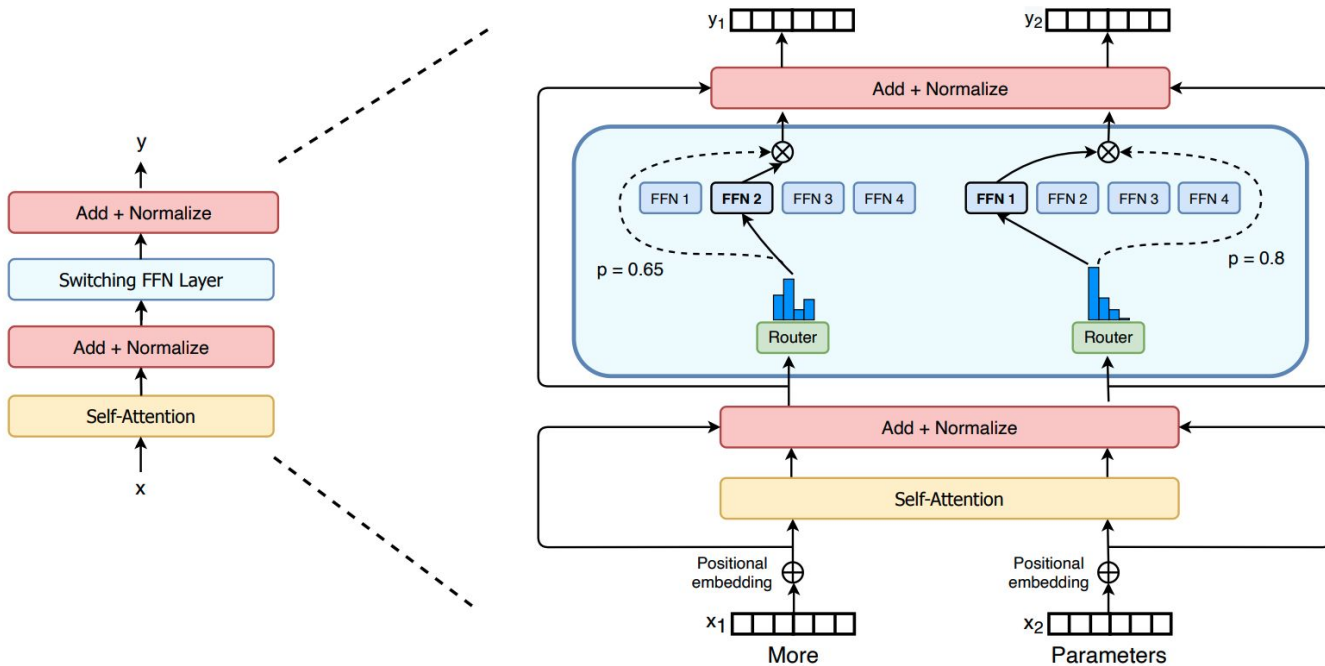 y
Add + Normalize
Switching FFN Layer
Add + Normalize
Self-Attention
x
y1
y2
Add + Normalize
FFN 1
FFN 2
FFN 3
FFN 4
FFN 1
FFN 2
FFN 3
FFN 4
p = 0.65
p = 0.8
Router
Router
Add + Normalize
Self-Attention
Positional
embedding
Positional
embedding
x1
x2
More
Parameters